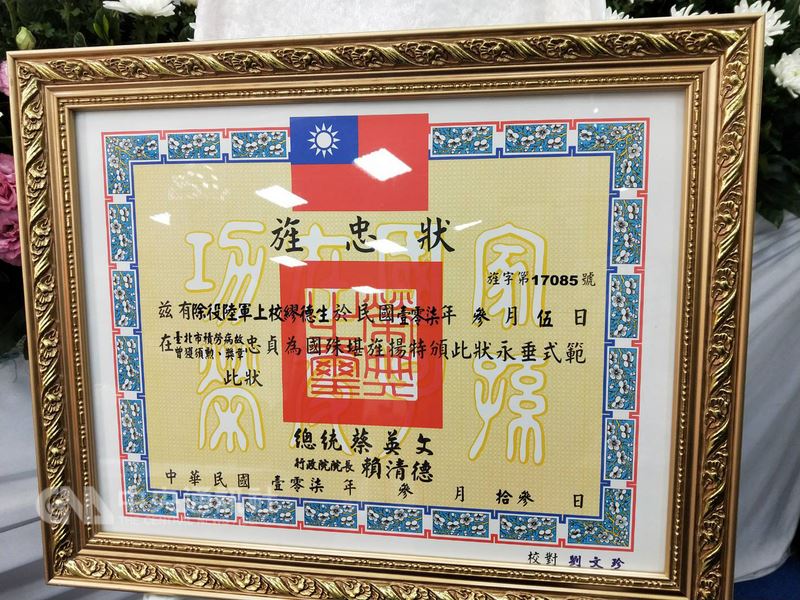 旌忠狀
旌字第17085號
茲有除役陸軍上校繆德生於民國壹零柒年 參月伍日
在臺北市積勞病故
曾獲頒勳、獎章
忠貞為國殊堪旌揚特頒此狀永垂式範
此狀
總統蔡英文
行政院院長 賴清德
中華民國 壹零柒 年 參 月 拾參 日
校對 劉文珍